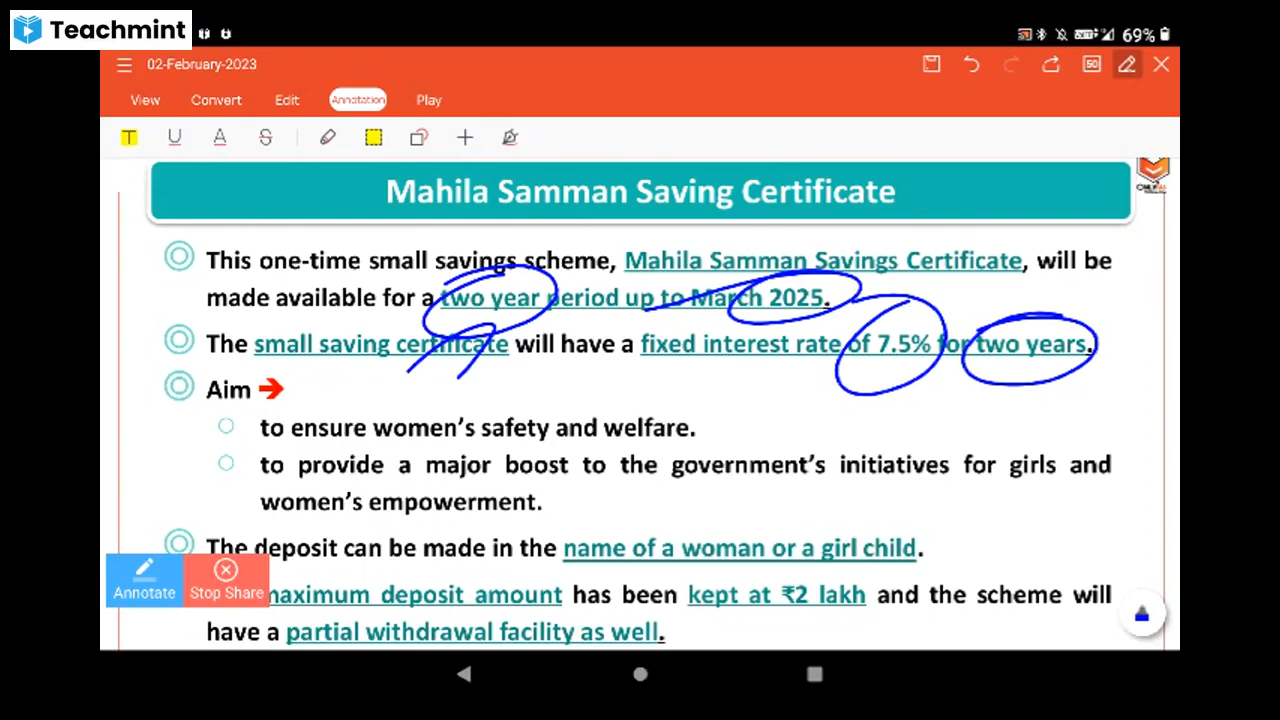 Teachmint
69%
02-February-2023
50
View Convert Edit Annotation Play
T U A S
Mahila Samman Saving Certificate
This one-time small savings scheme, Mahila Samman Savings Certificate, will be
made available for a two year period up to March 2025.
The small saving certificate will have a fixed interest rate of 7.5% for two years.
Aim
to ensure women's safety and welfare.
to provide a major boost to the government's initiatives for girls and
women's empowerment.
The deposit can be made in the name of a woman or a girl child.
maximum deposit amount has been kept at ₹2 lakh and the scheme will
have a partial withdrawal facility as well.
Annotate Stop Share